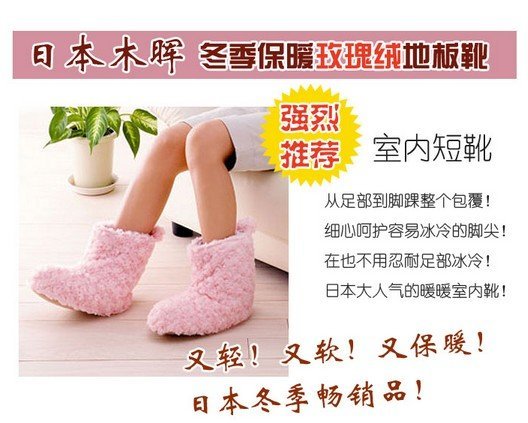 日本木晖 冬季保暖玫瑰绒地板靴
强烈
推荐
室内短靴
从足部到脚踝整个包覆！
细心呵护容易冰冷的脚尖！
在也不用忍耐足部冰冷！
日本大人气的暖暖室内靴！
又轻！又软！又保暖！
日本冬季畅销品！